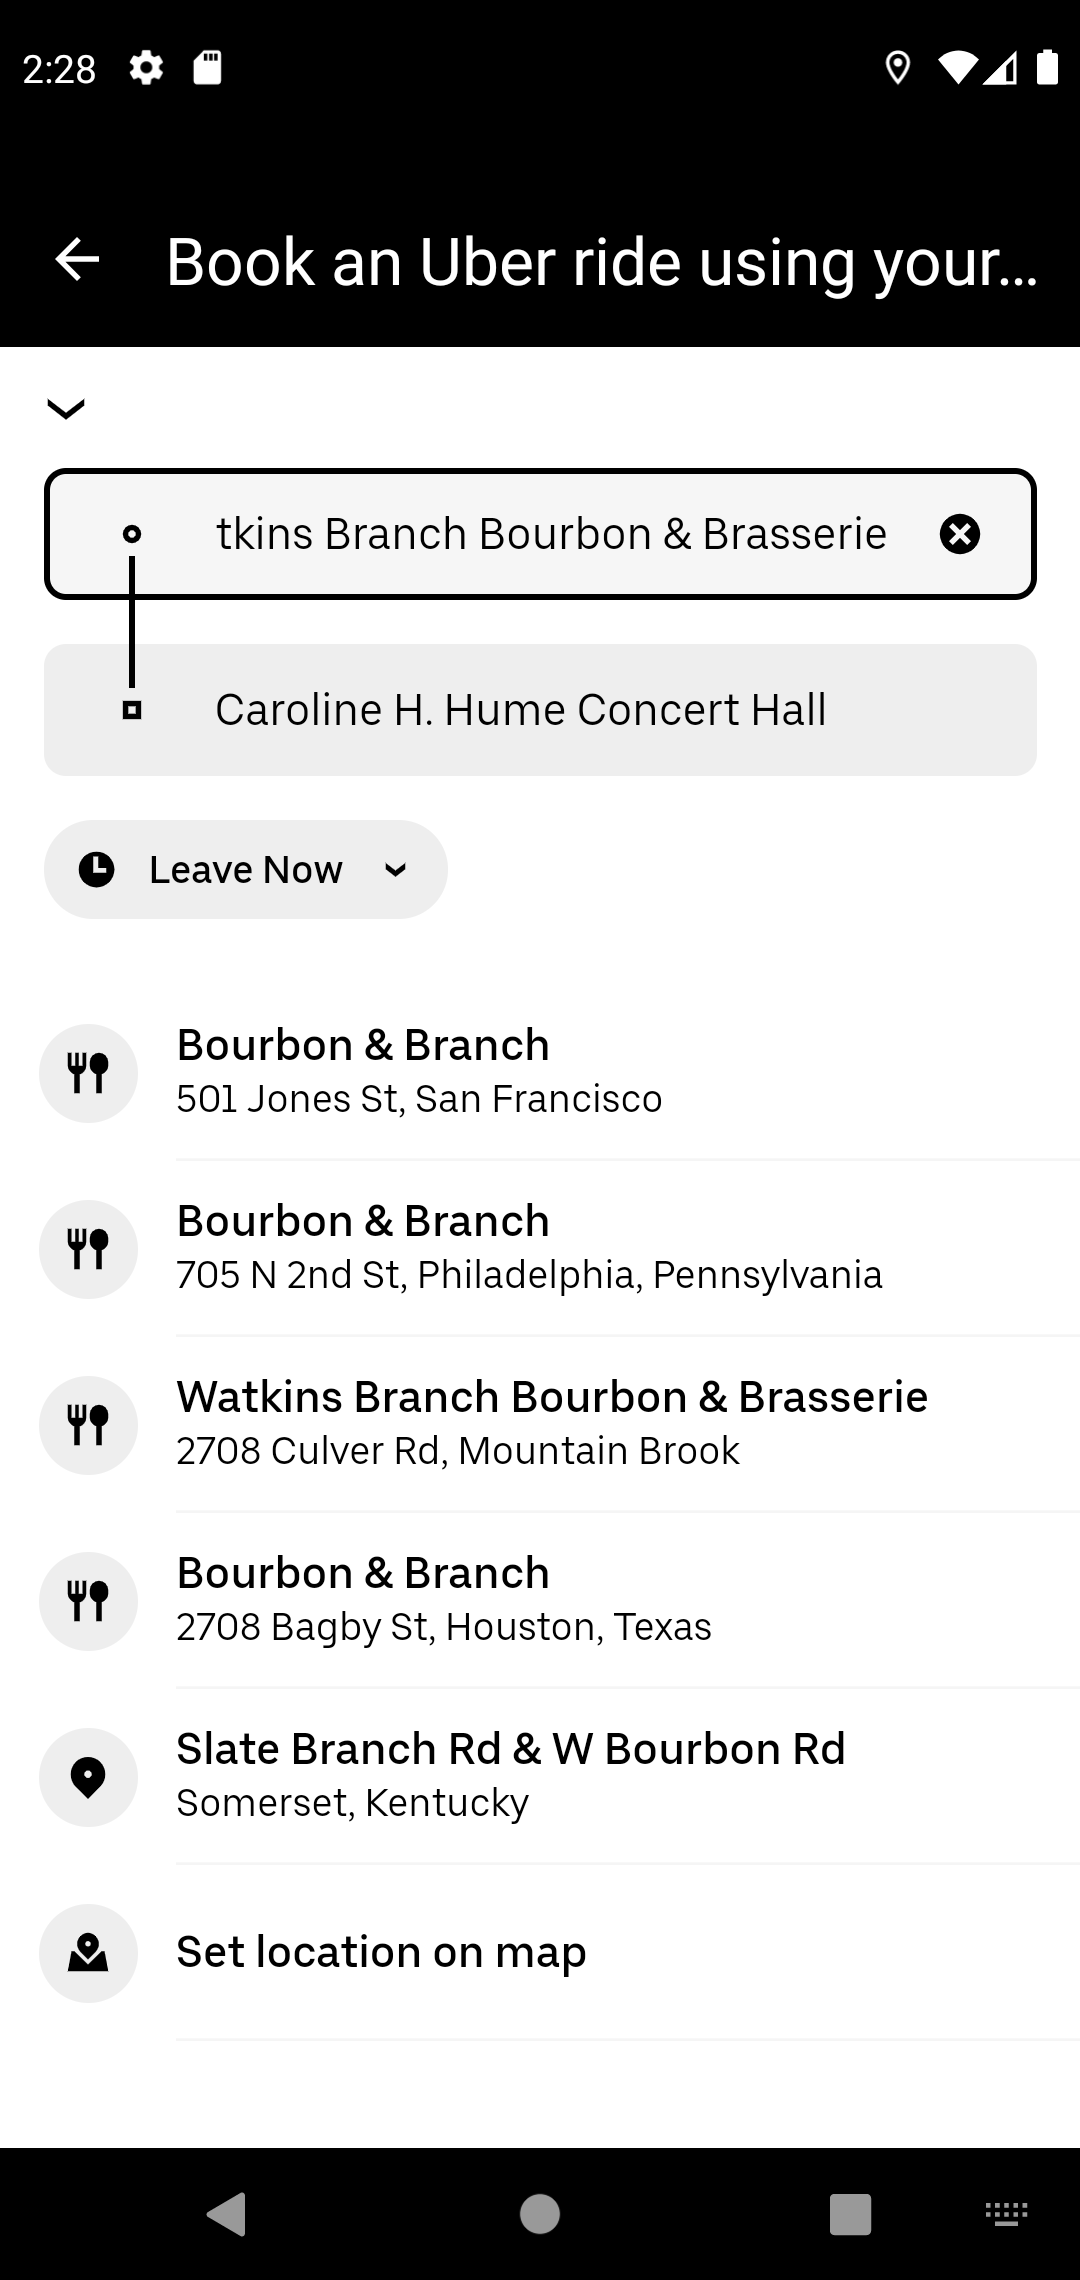 2:28
Book an Uber ride using your...
tkins Branch Bourbon & Brasserie
Caroline H. Hume Concert Hall
Leave Now
Bourbon & Branch
501 Jones St, San Francisco
Bourbon & Branch
705 N 2nd St, Philadelphia, Pennsylvania
Watkins Branch Bourbon & Brasserie
2708 Culver Rd, Mountain Brook
Bourbon & Branch
2708 Bagby St, Houston, Texas
Slate Branch Rd & W Bourbon Rd
Somerset, Kentucky
Set location on map